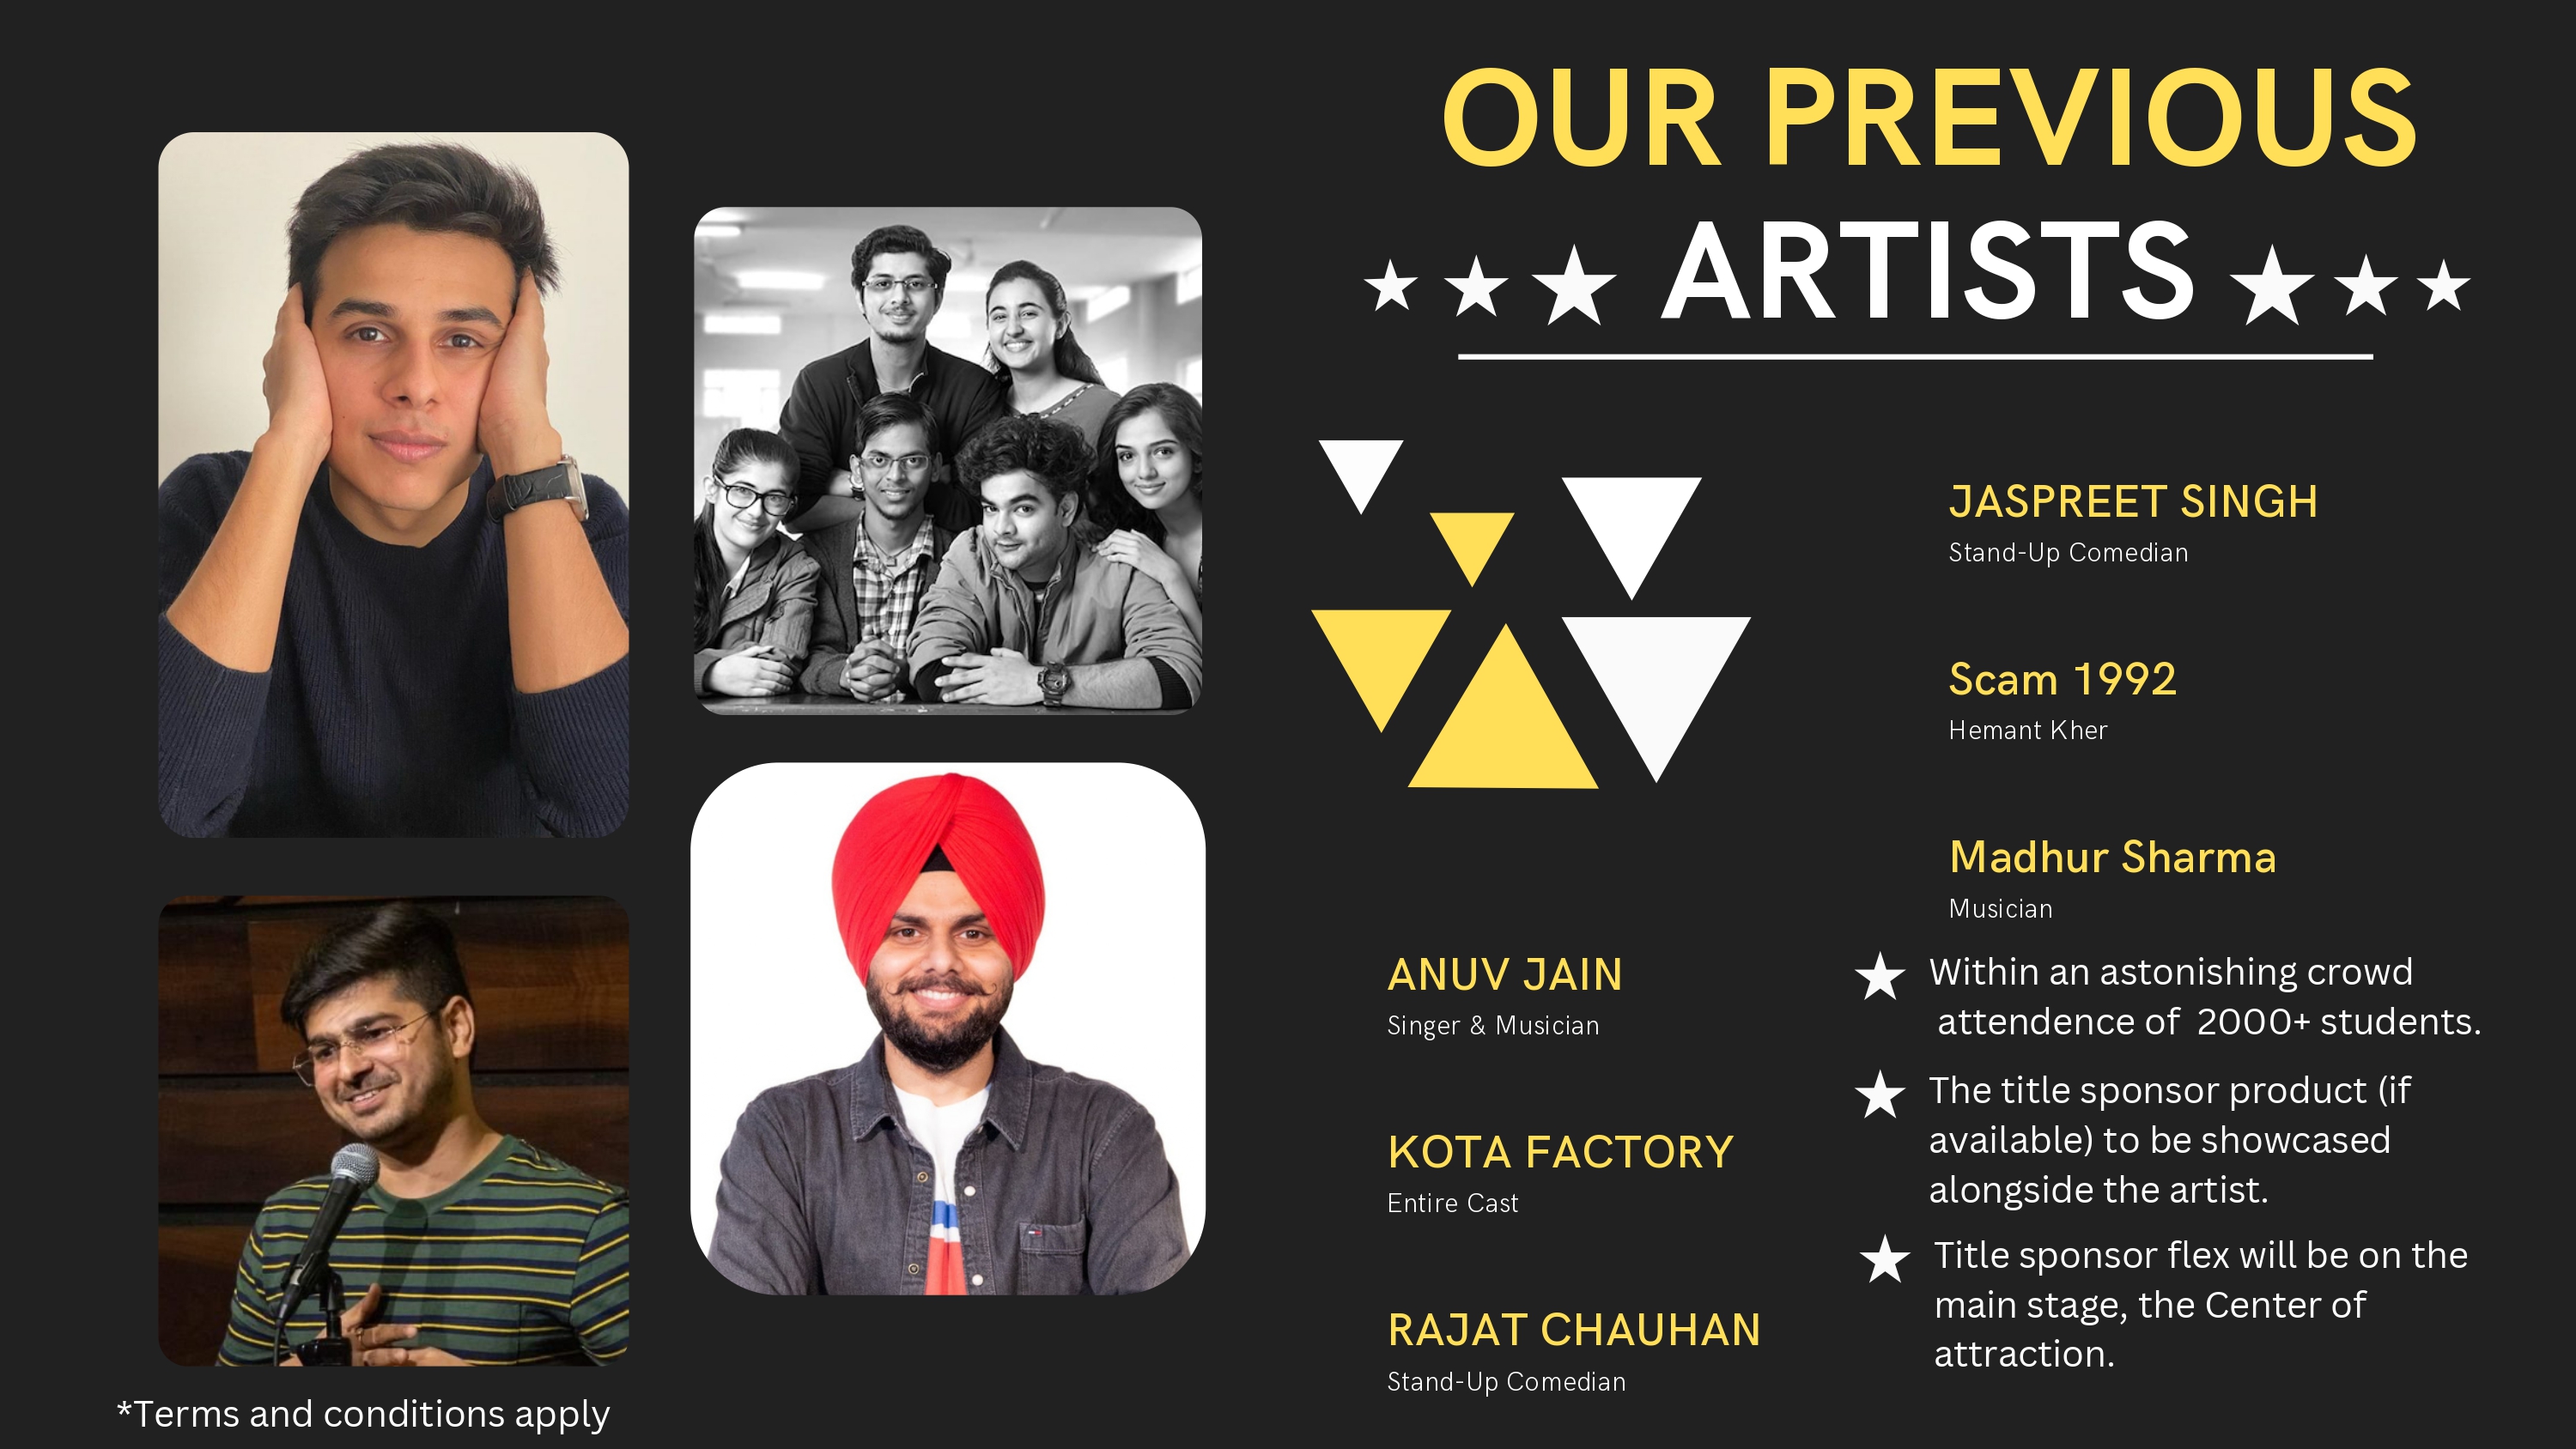 OUR PREVIOUS
ARTISTS
JASPREET SINGH
Stand-Up Comedian
Scam 1992
Hemant Kher
Madhur Sharma
Musician
ANUV JAIN
Singer & Musician
KOTA FACTORY
Entire Cast
RAJAT CHAUHAN
Stand-Up Comedian
Within an astonishing crowd
attendence of 2000+ students.
The title sponsor product (if
available) to be showcased
alongside the artist.
Title sponsor flex will be on the
main stage, the Center of
attraction.
*Terms and conditions apply